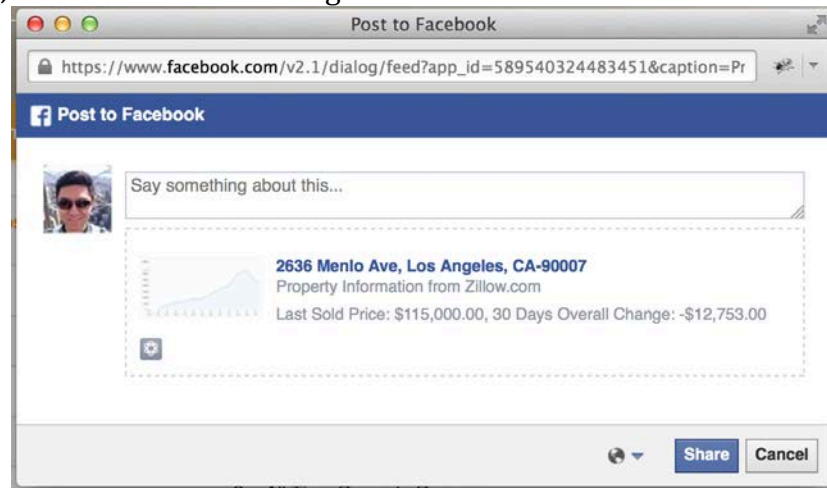 Post to Facebook
https://www.facebook.com/v2.1/dialog/feed?app_id=589540324483451&caption=Pr
Post to Facebook
Say something about this...
2636 Menlo Ave, Los Angeles, CA-90007
Property Information from Zillow.com
Last Sold Price: $115,000.00, 30 Days Overall Change: -$12,753.00
Share Cancel